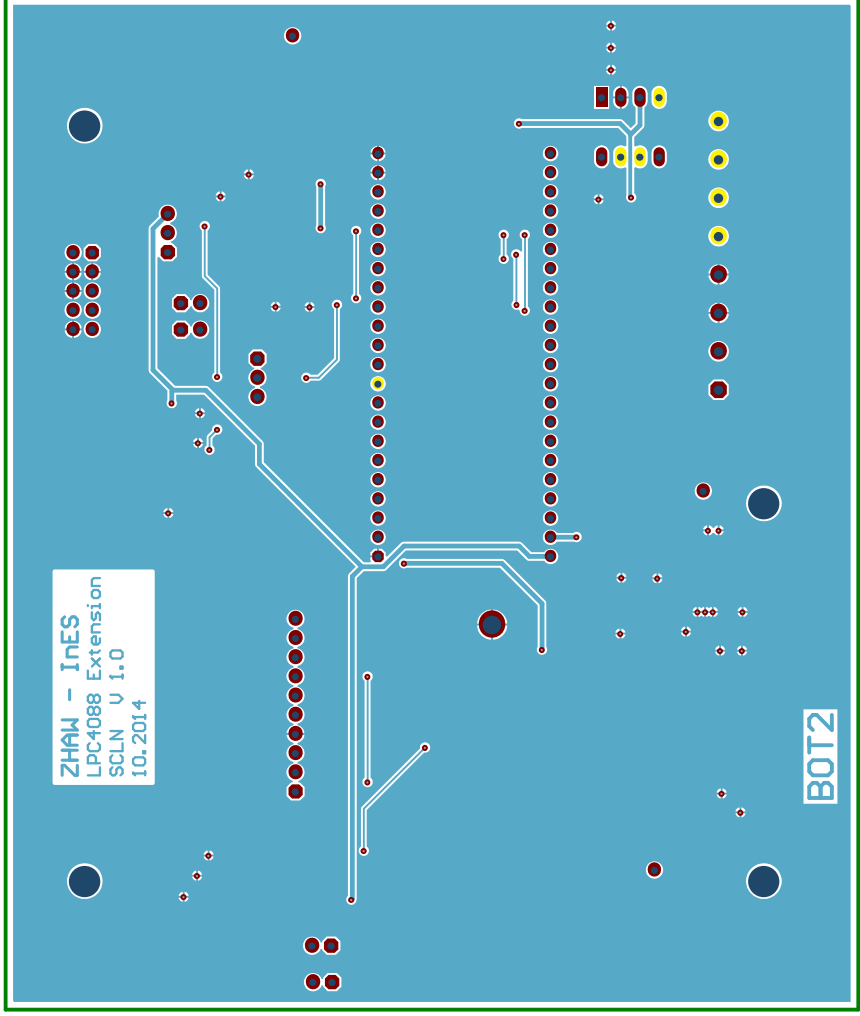 ZHAW - InES
LPC4088 Extension
SCLN V 1.0
10.2014
BOT2